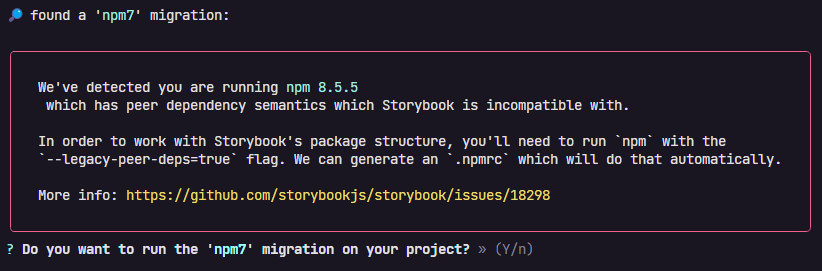 🔎 found a 'npm7' migration:
We've detected you are running npm 8.5.5
which has peer dependency semantics which Storybook is incompatible with.
In order to work with Storybook's package structure, you'll need to run `npm` with the
`--legacy-peer-deps=true` flag. We can generate an `.npmrc` which will do that automatically.
More info: https://github.com/storybookjs/storybook/issues/18298
? Do you want to run the 'npm7' migration on your project? » (Y/n)